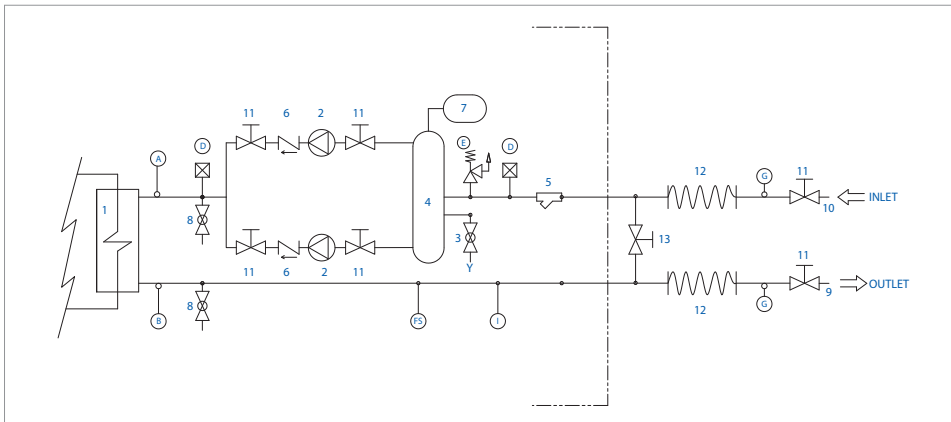 7
11 6 2 11
E
D D
A
5 12 G 11
1 4
10 INLET
8 3 13
11 6 2 11 Y 11
OUTLET
9
8 G
12
B FS I